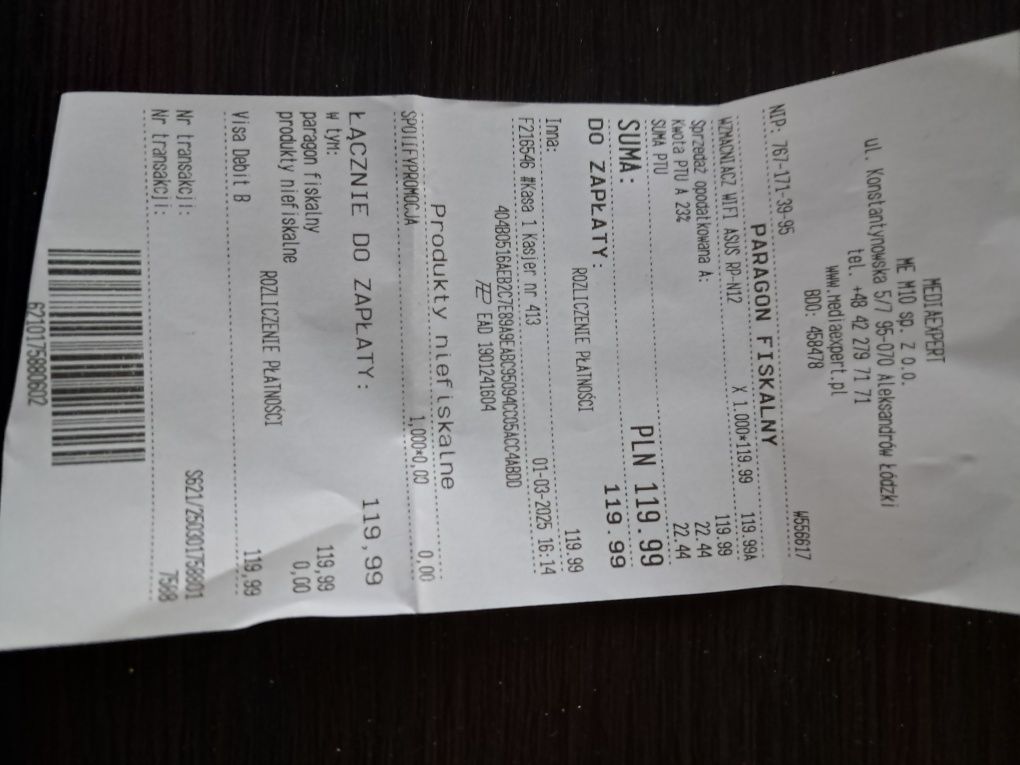 MEDIAEXPERT
ME M10 sp. z o.o.
ul. Konstantynowska 5/7 95-070 Aleksandrów Łódzki
tel. +48 42 279 71 71
www.mediaexpert.pl
BDO: 458478
NIP: 767-171-39-95 W556617
PARAGON FISKALNY
WZMACNIACZ WIFI ASUS RP-N12 X 1.000*119.99 119.99A
Sprzedaż opodatkowana A: 119.99
Kwota PTU A 23% 22.44
SUMA PTU 22.44
SUMA: PLN 119.99
DO ZAPŁATY: 119.99
ROZLICZENIE PŁATNOŚCI
Inna: 119.99
F216546 #Kasa 1 Kasjer nr 413 01-03-2025 16:14
404B0516AEB2C7E89A9EABC95094CC05ACC4ABDD
EAD 1901241604
Produkty niefiskalne
SPOLIFYPROMOCJA 1,000*0,00 0,00
ŁĄCZNIE DO ZAPŁATY: 119,99
w tym:
paragon fiskalny 119,99
produkty niefiskalne 0,00
ROZLICZENIE PŁATNOŚCI
Visa Debit B 119,99
Nr transakcji: S621/250301758801
Nr transakcji: 7588
6210175880602